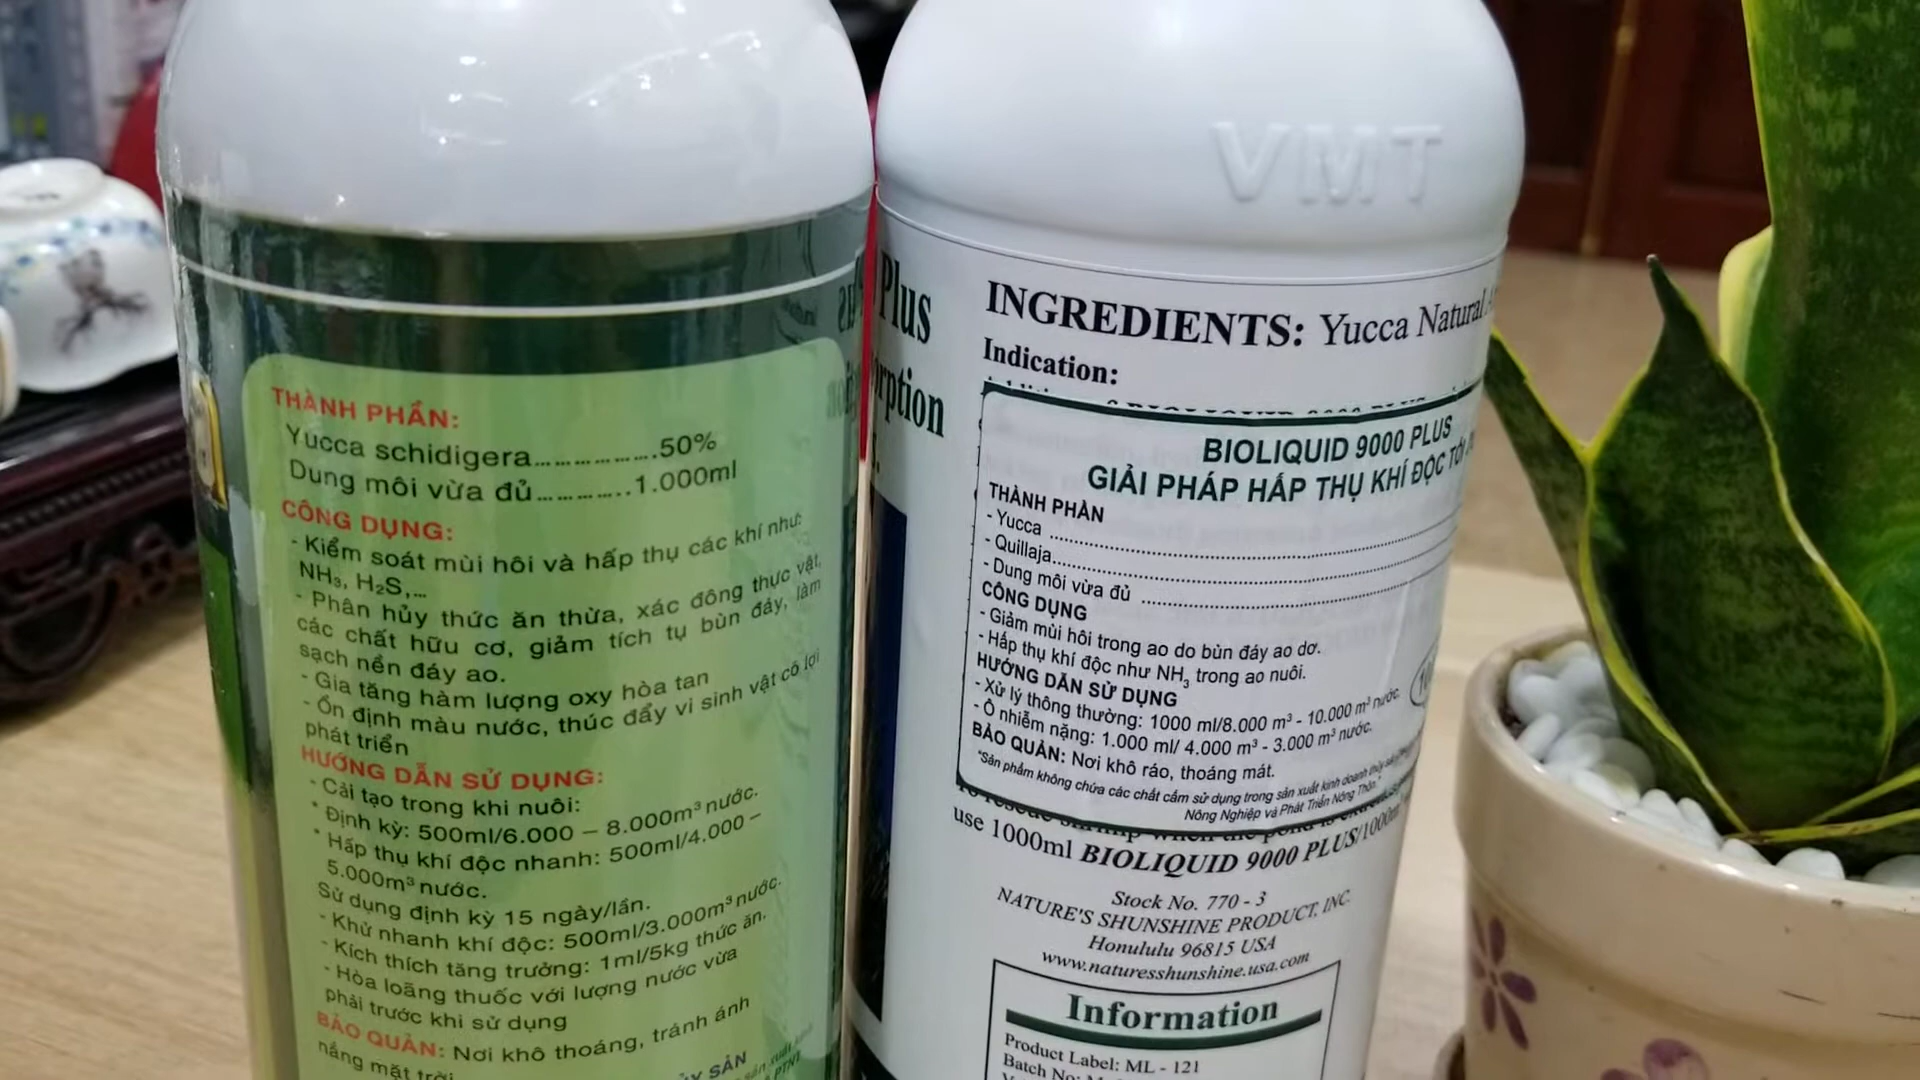 THÀNH PHẦN:
Yucca schidigera...................50%
Dung môi vừa đủ..............1.000ml
CÔNG DỤNG:
- Kiểm soát mùi hôi và hấp thụ các khí như:
NH₃, H₂S,...
- Phân hủy thức ăn thừa, xác đông thực vật,
các chất hữu cơ, giảm tích tụ bùn đáy, làm
sạch nền đáy ao.
- Gia tăng hàm lượng oxy hòa tan
- Ổn định màu nước, thúc đẩy vi sinh vật có lợi
phát triển
HƯỚNG DẪN SỬ DỤNG:
- Cải tạo trong khi nuôi:
* Định kỳ: 500ml/6.000 – 8.000m³ nước.
* Hấp thụ khí độc nhanh: 500ml/4.000 –
5.000m³ nước.
Sử dụng định kỳ 15 ngày/lần.
- Khử nhanh khí độc: 500ml/3.000m³ nước.
- Kích thích tăng trưởng: 1ml/5kg thức ăn.
- Hòa loãng thuốc với lượng nước vừa
phải trước khi sử dụng
BẢO QUẢN: Nơi khô thoáng, tránh ánh
nắng mặt trời
SẢN
VMT
Plus
INGREDIENTS: Yucca Natural
Indication:
BIOLIQUID 9000 PLUS
GIẢI PHÁP HẤP THỤ KHÍ ĐỘC TỐI
THÀNH PHẦN
- Yucca ..........
- Quillaja..........
- Dung môi vừa đủ ..........
CÔNG DỤNG
- Giảm mùi hôi trong ao do bùn đáy ao dơ.
- Hấp thụ khí độc như NH₃ trong ao nuôi.
HƯỚNG DẪN SỬ DỤNG
- Xử lý thông thường: 1000 ml/8.000 m³ - 10.000 m³ nước.
- Ô nhiễm nặng: 1.000 ml/ 4.000 m³ - 3.000 m³ nước.
BẢO QUẢN: Nơi khô ráo, thoáng mát.
"Sản phẩm không chứa các chất cấm sử dụng trong sản xuất kinh doanh thủy sản
Nông Nghiệp và Phát Triển Nông Thôn."
use 1000ml BIOLIQUID 9000 PLUS/1000m
Stock No. 770 - 3
NATURE'S SHUNSHINE PRODUCT, INC.
Honululu 96815 USA
www.naturesshunshine.usa.com
Information
Product Label: ML - 121
Batch No: